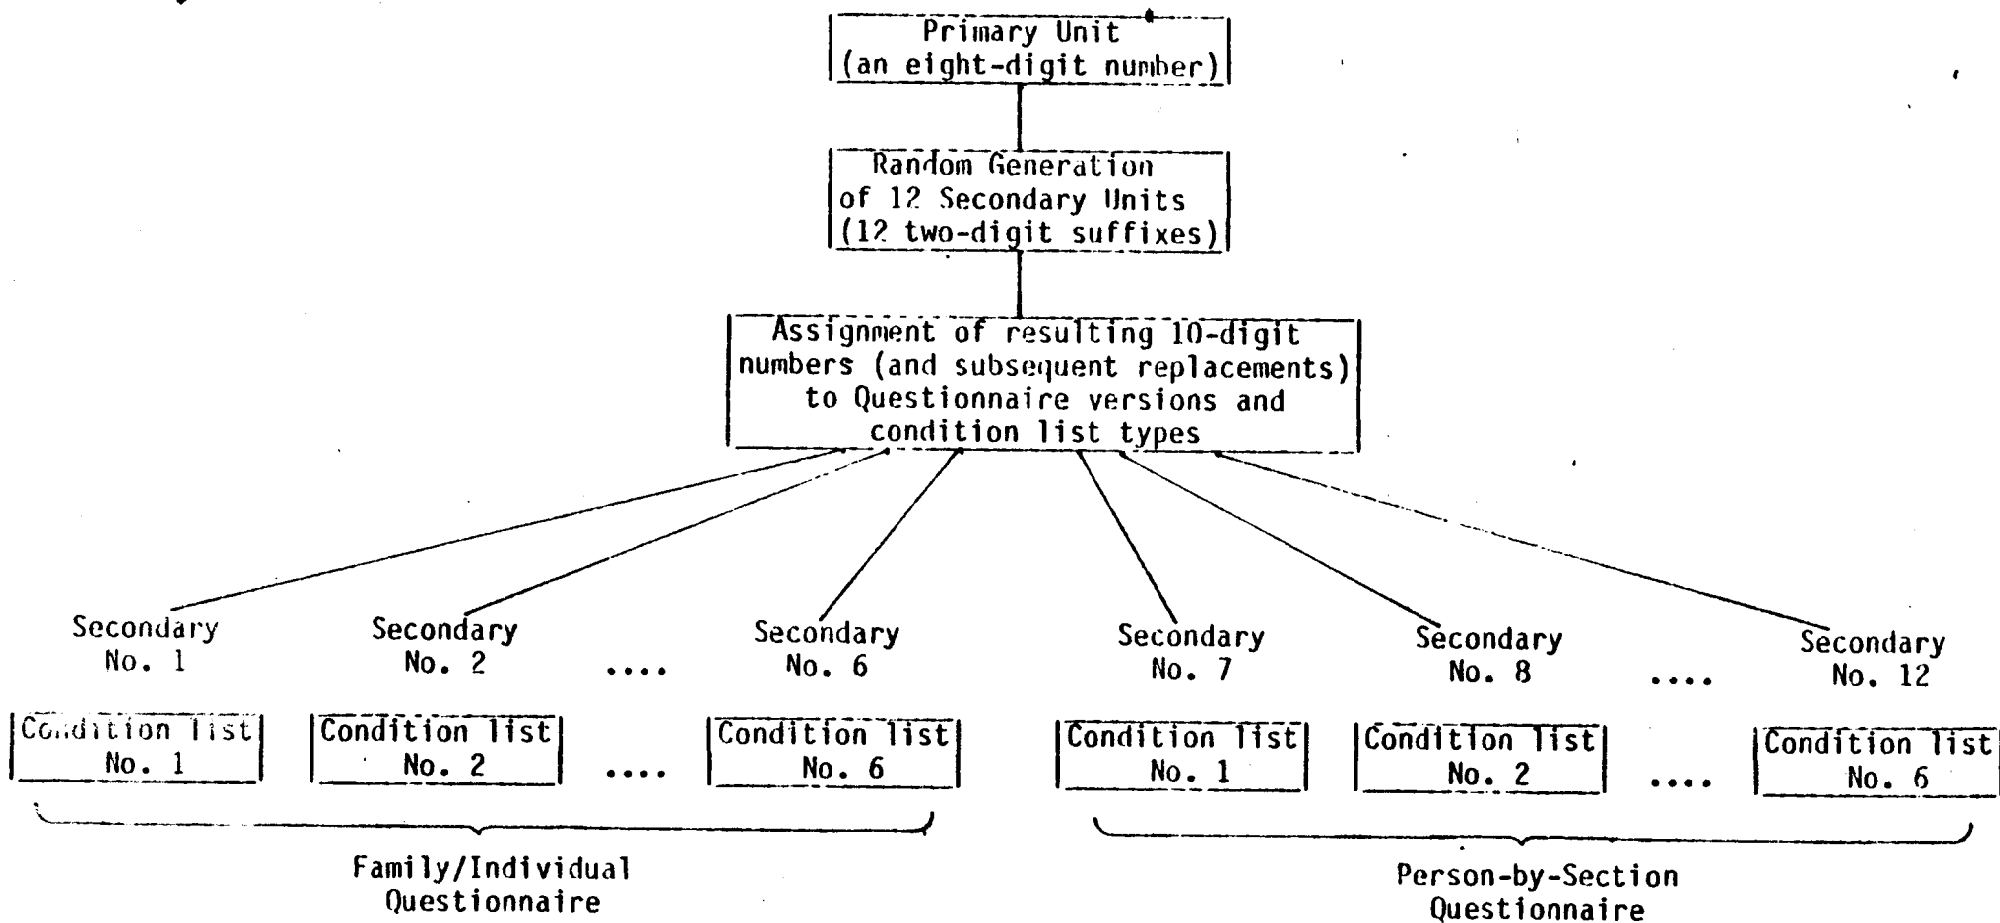 Primary Unit
(an eight-digit number)
Random Generation
of 12 Secondary Units
(12 two-digit suffixes)
Assignment of resulting 10-digit
numbers (and subsequent replacements)
to Questionnaire versions and
condition list types
Secondary
No. 1
Secondary
No. 2
....
Secondary
No. 6
Secondary
No. 7
Secondary
No. 8
....
Secondary
No. 12
Condition list
No. 1
Condition list
No. 2
....
Condition list
No. 6
Condition list
No. 1
Condition list
No. 2
....
Condition list
No. 6
Family/Individual
Questionnaire
Person-by-Section
Questionnaire